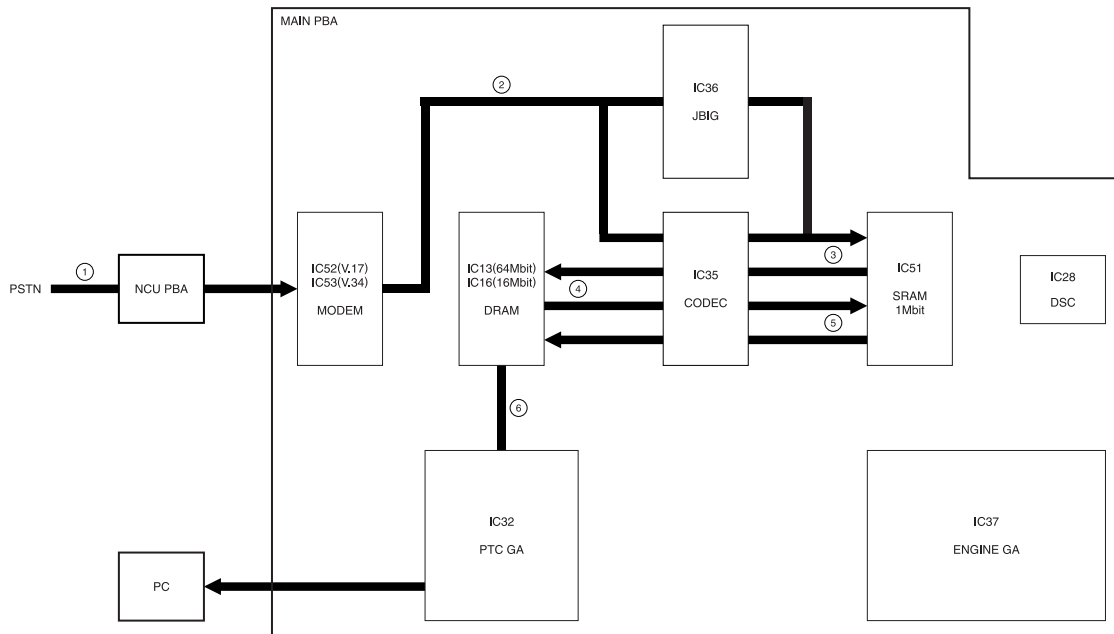 MAIN PBA
2
IC36
JBIG
1
PSTN
NCU PBA
IC52(V.17)
IC53(V.34)
MODEM
IC13(64Mbit)
IC16(16Mbit)
DRAM
4
IC35
CODEC
3
5
IC51
SRAM
1Mbit
IC28
DSC
6
IC32
PTC GA
IC37
ENGINE GA
PC